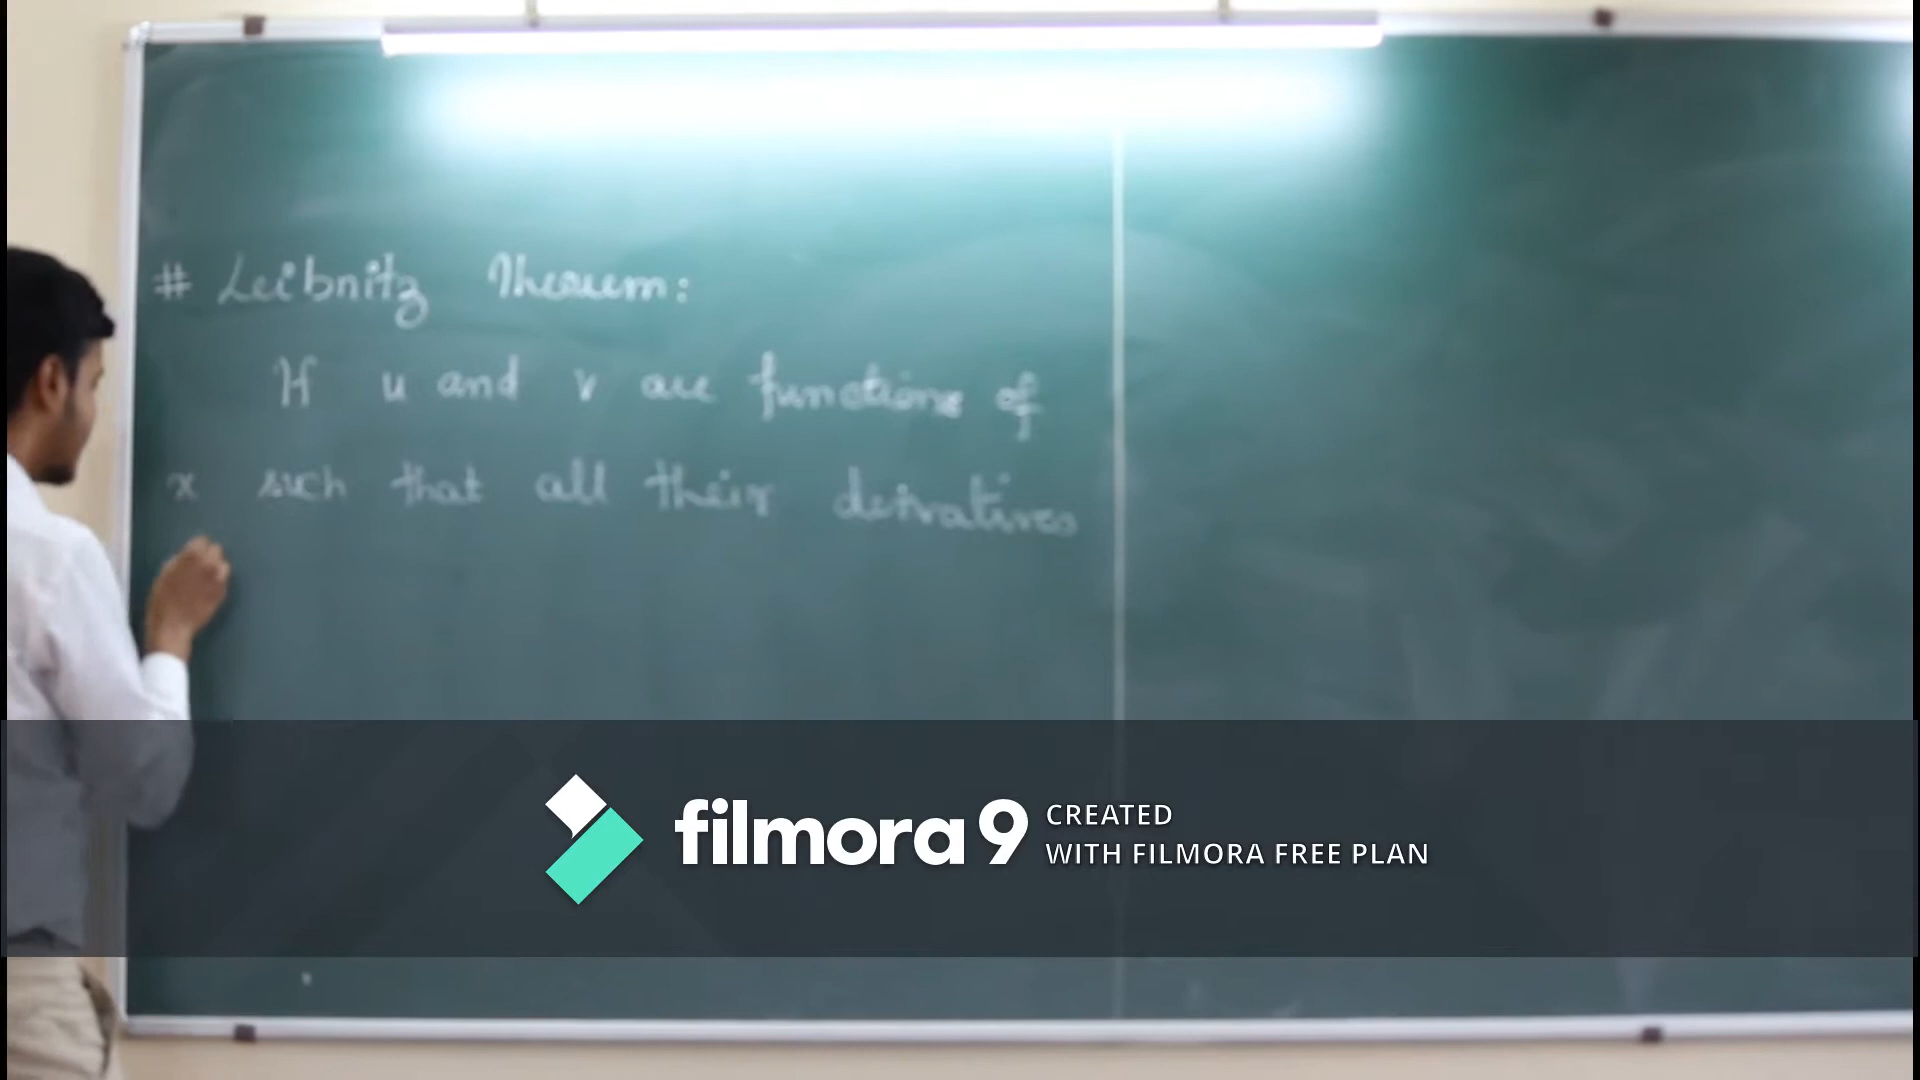 # Leibnitz Theorem:
If u and v are functions of
x such that all their derivatives
filmora 9 CREATED
WITH FILMORA FREE PLAN